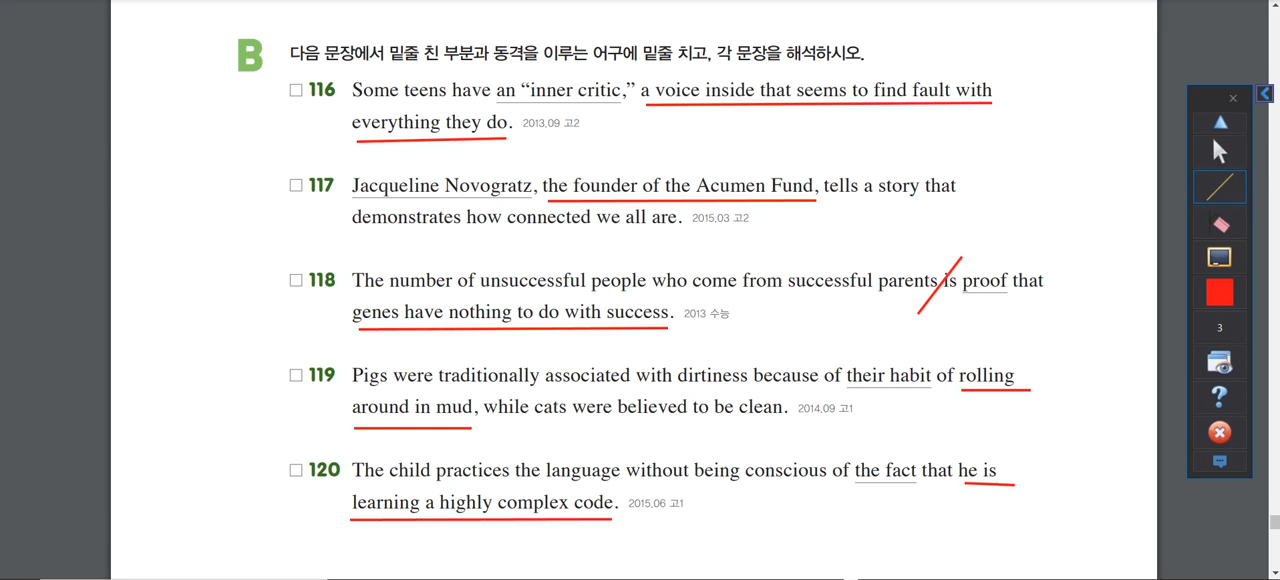 B 다음 문장에서 밑줄 친 부분과 동격을 이루는 어구에 밑줄 치고, 각 문장을 해석하시오.
116 Some teens have an “inner critic,” a voice inside that seems to find fault with
everything they do. 2013.09 고2
117 Jacqueline Novogratz, the founder of the Acumen Fund, tells a story that
demonstrates how connected we all are. 2015.03 고2
118 The number of unsuccessful people who come from successful parents is proof that
genes have nothing to do with success. 2013 수능
119 Pigs were traditionally associated with dirtiness because of their habit of rolling
around in mud, while cats were believed to be clean. 2014.09 고1
120 The child practices the language without being conscious of the fact that he is
learning a highly complex code. 2015.06 고1
3